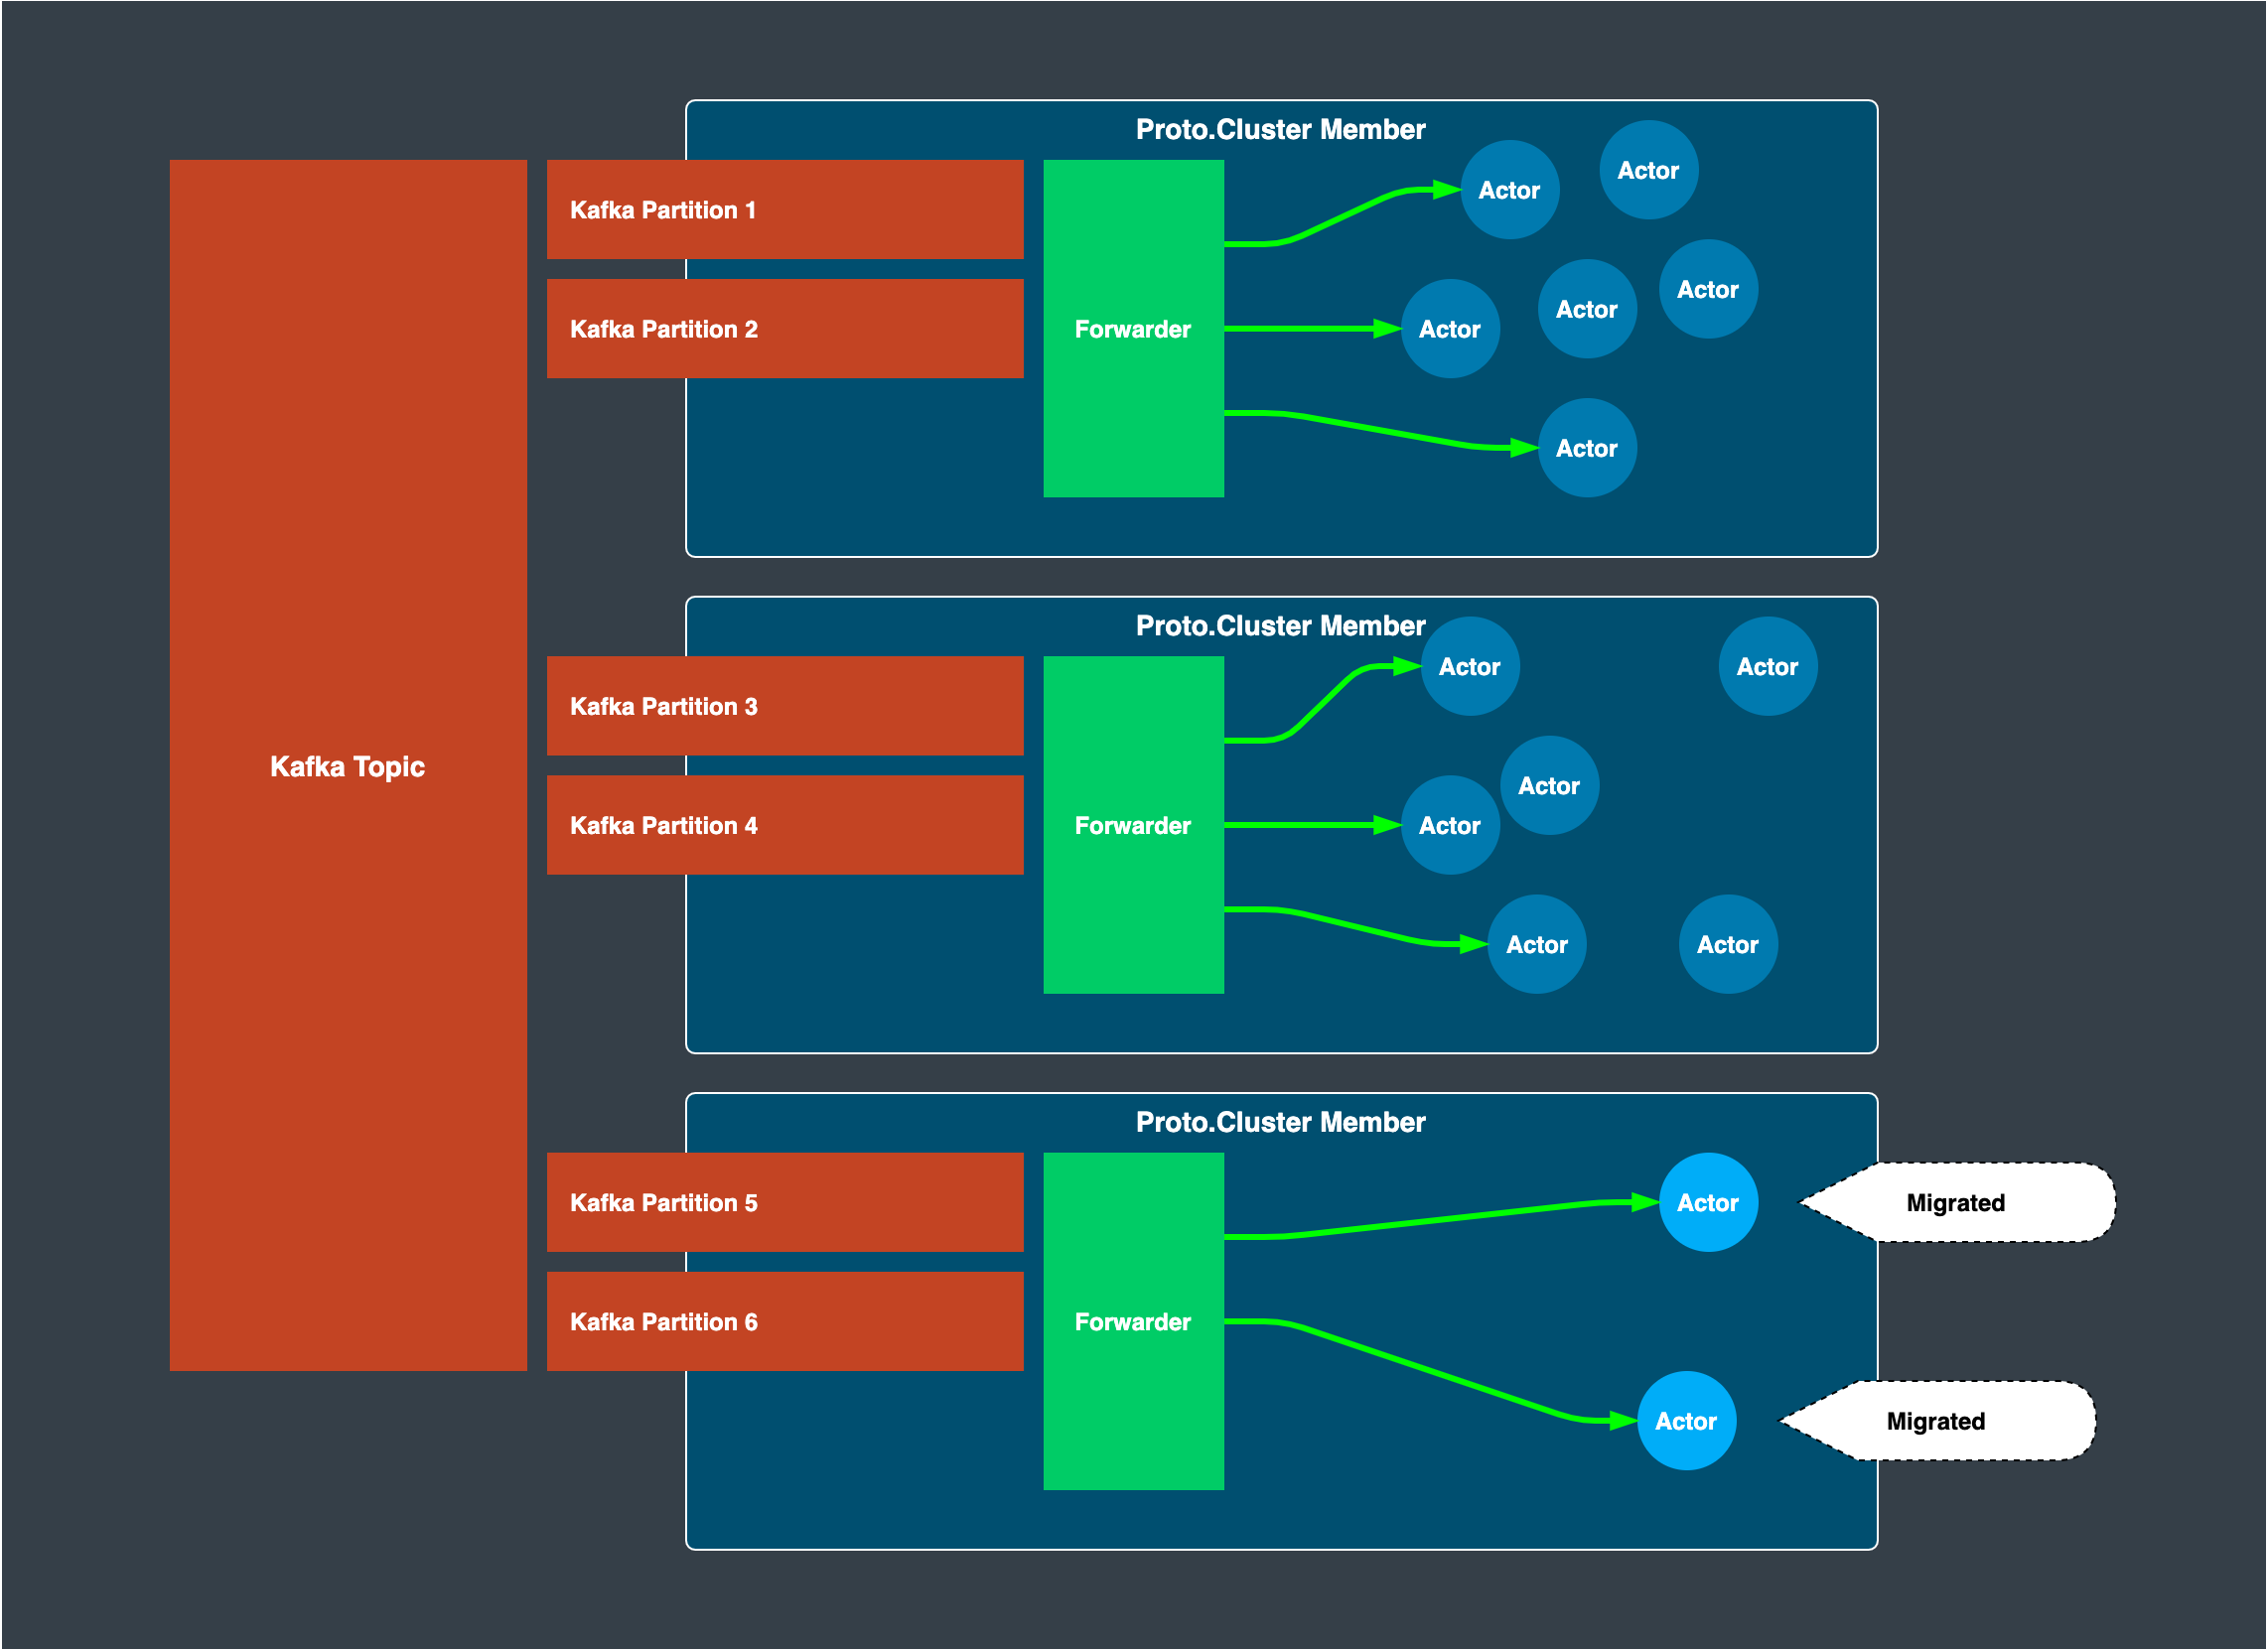 Kafka Topic
Proto.Cluster Member
Kafka Partition 1
Kafka Partition 2
Forwarder
Actor
Actor
Actor
Actor
Actor
Actor
Proto.Cluster Member
Kafka Partition 3
Kafka Partition 4
Forwarder
Actor
Actor
Actor
Actor
Actor
Actor
Proto.Cluster Member
Kafka Partition 5
Kafka Partition 6
Forwarder
Actor
Migrated
Actor
Migrated